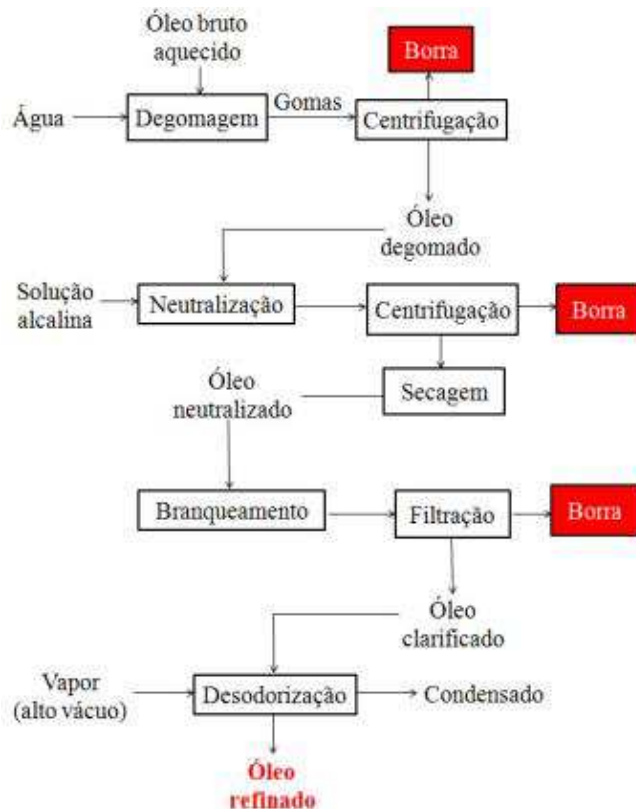 Óleo bruto
aquecido
Borra
Gomas
Água
Degomagem
Centrifugação
Óleo
degomado
Solução
alcalina
Neutralização
Centrifugação
Borra
Óleo
neutralizado
Secagem
Branqueamento
Filtração
Borra
Óleo
clarificado
Vapor
(alto vácuo)
Desodorização
Condensado
Óleo
refinado